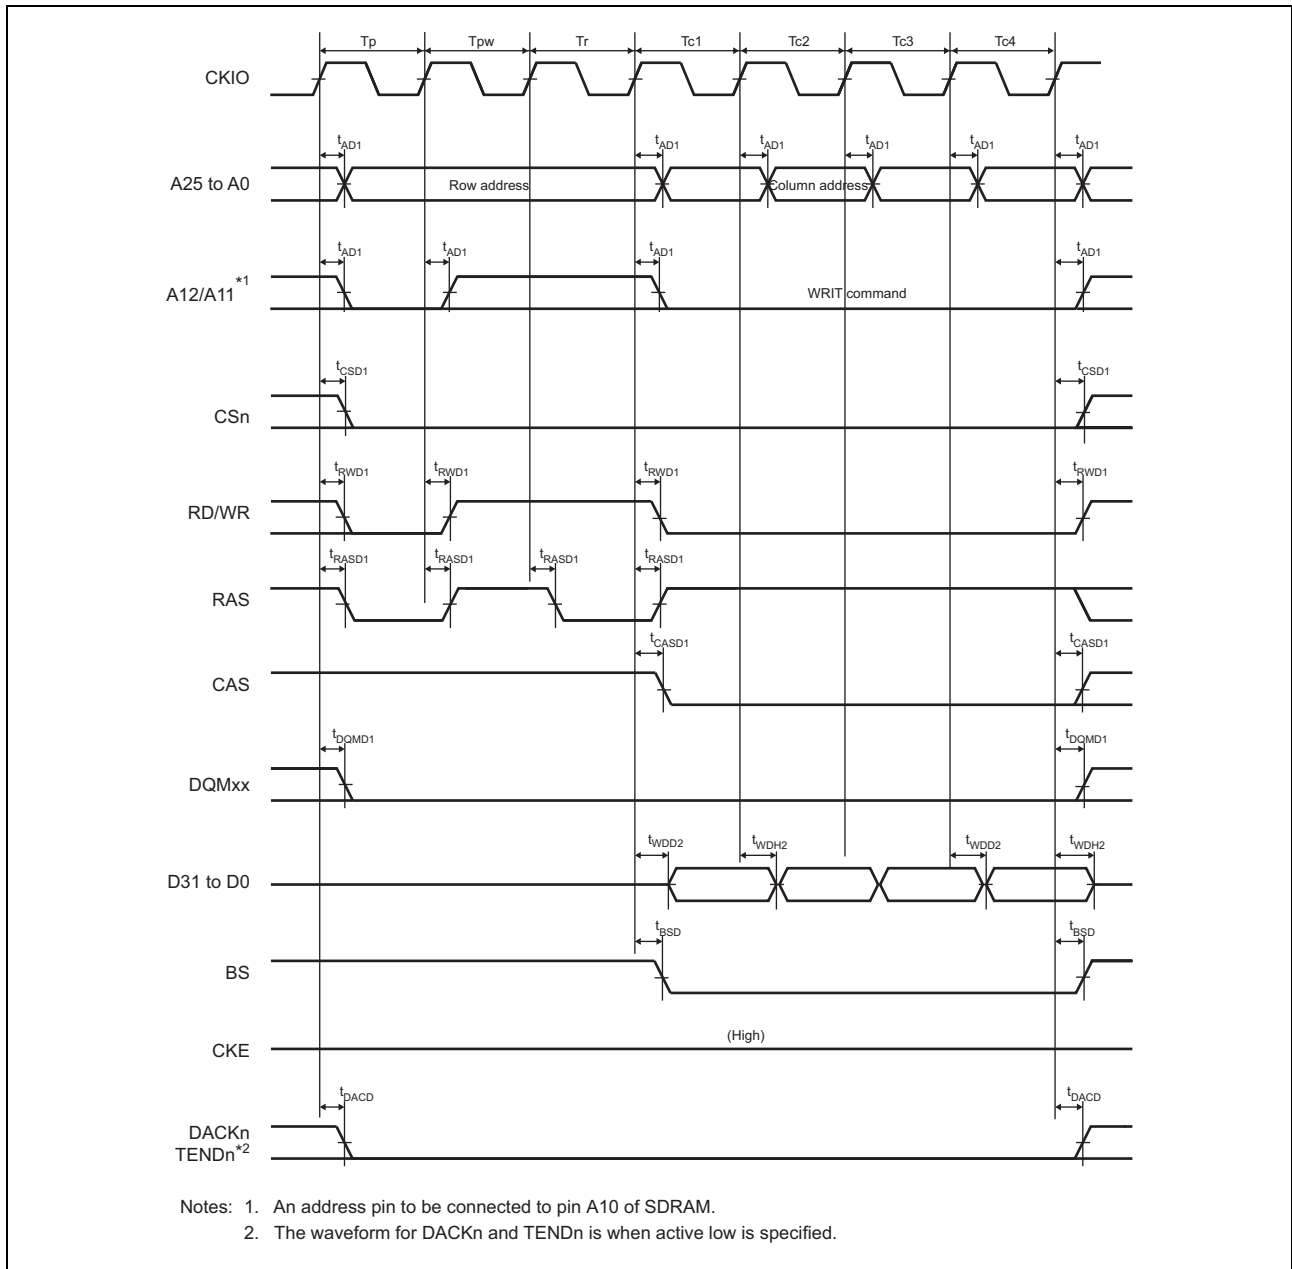 Tp Tpw Tr Tc1 Tc2 Tc3 Tc4
CKIO
tAD1 tAD1 tAD1 tAD1 tAD1 tAD1
A25 to A0 Row address Column address
tAD1 tAD1 tAD1 tAD1
A12/A11*1 WRIT command
tCSD1 tCSD1
CSn
tRWD1 tRWD1 tRWD1 tRWD1
RD/WR
tRASD1 tRASD1 tRASD1 tRASD1
RAS
tCASD1 tCASD1
CAS
tDQMD1 tDQMD1
DQMxx
tWDD2 tWDH2 tWDD2 tWDH2
D31 to D0
tBSD tBSD
BS
(High)
CKE
tDACD tDACD
DACKn
TENDn*2
Notes: 1. An address pin to be connected to pin A10 of SDRAM.
2. The waveform for DACKn and TENDn is when active low is specified.